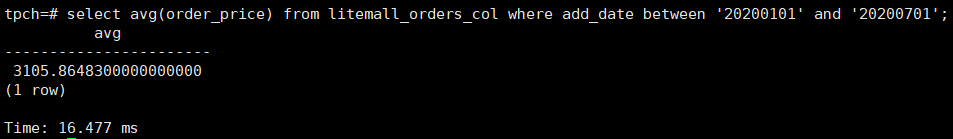 tpch=# select avg(order_price) from litemall_orders_col where add_date between '20200101' and '20200701';
avg
-----------------------
3105.8648300000000000
(1 row)
Time: 16.477 ms